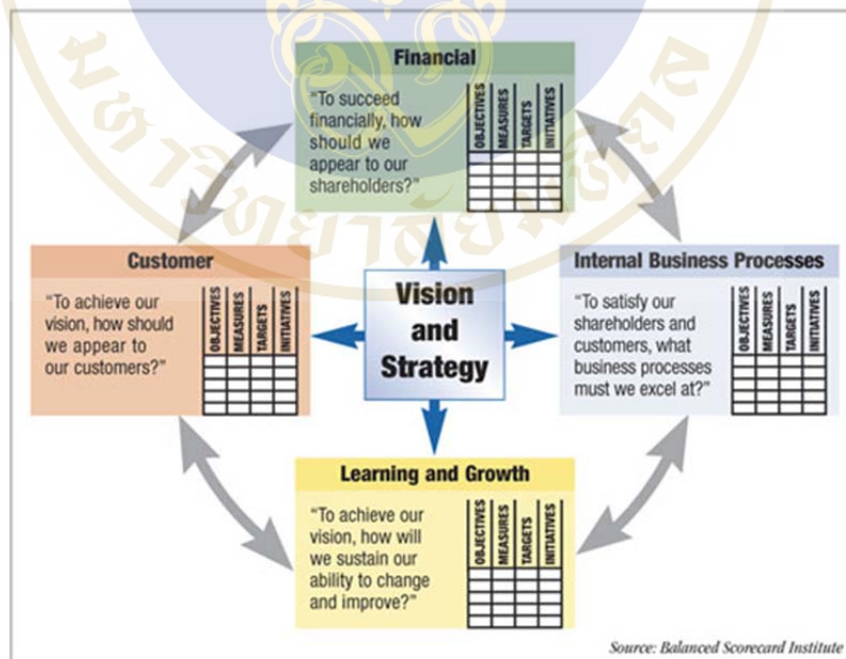 Financial
"To succeed
financially, how
should we
appear to our
shareholders?"
OBJECTIVES
MEASURES
TARGETS
INITIATIVES
Customer
"To achieve our
vision, how should
we appear to
our customers?"
OBJECTIVES
MEASURES
TARGETS
INITIATIVES
Vision
and
Strategy
Internal Business Processes
"To satisfy our
shareholders and
customers, what
business processes
must we excel at?"
OBJECTIVES
MEASURES
TARGETS
INITIATIVES
Learning and Growth
"To achieve our
vision, how will
we sustain our
ability to change
and improve?"
OBJECTIVES
MEASURES
TARGETS
INITIATIVES
Source: Balanced Scorecard Institute